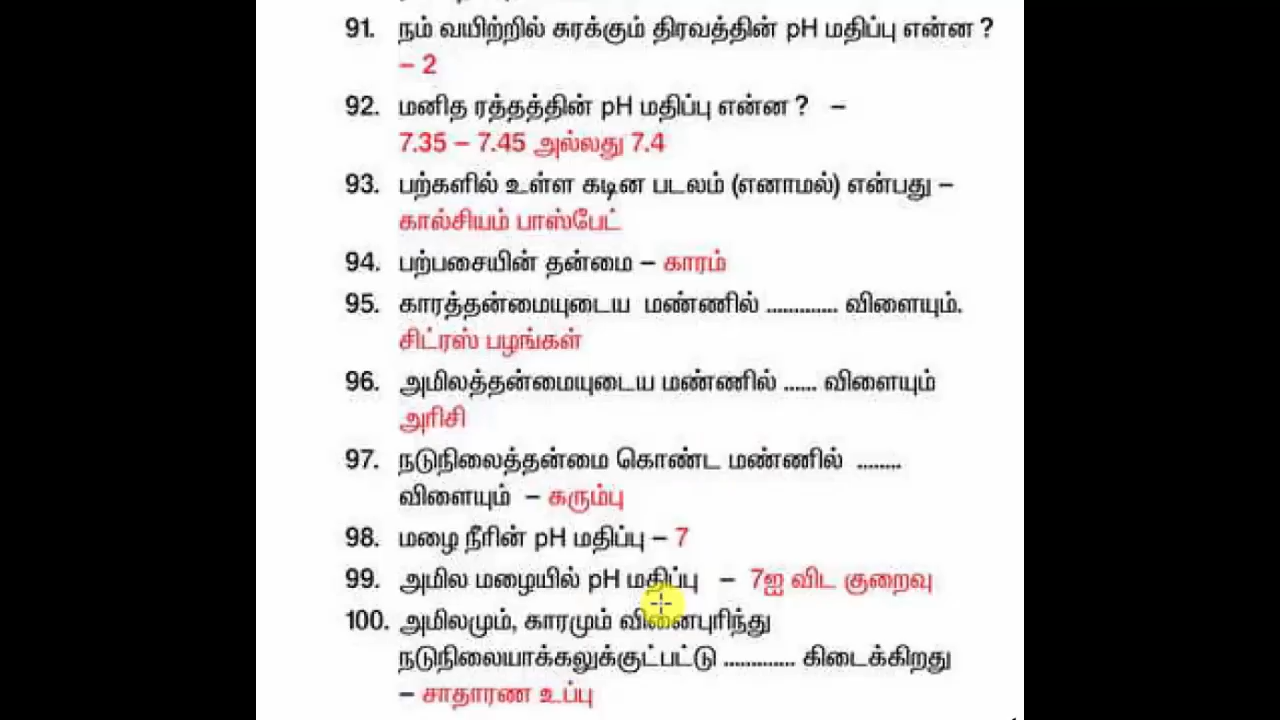 91. நம் வயிற்றில் சுரக்கும் திரவத்தின் pH மதிப்பு என்ன ?
– 2
92. மனித ரத்தத்தின் pH மதிப்பு என்ன ? –
7.35 – 7.45 அல்லது 7.4
93. பற்களில் உள்ள கடின படலம் (எனாமல்) என்பது –
கால்சியம் பாஸ்பேட்
94. பற்பசையின் தன்மை – காரம்
95. காரத்தன்மையுடைய மண்ணில் ............. விளையும்.
சிட்ரஸ் பழங்கள்
96. அமிலத்தன்மையுடைய மண்ணில் ...... விளையும்
அரிசி
97. நடுநிலைத்தன்மை கொண்ட மண்ணில் ........
விளையும் – கரும்பு
98. மழை நீரின் pH மதிப்பு – 7
99. அமில மழையில் pH மதிப்பு – 7ஐ விட குறைவு
100. அமிலமும், காரமும் வினைபுரிந்து
நடுநிலையாக்கலுக்குட்பட்டு ............. கிடைக்கிறது
– சாதாரண உப்பு